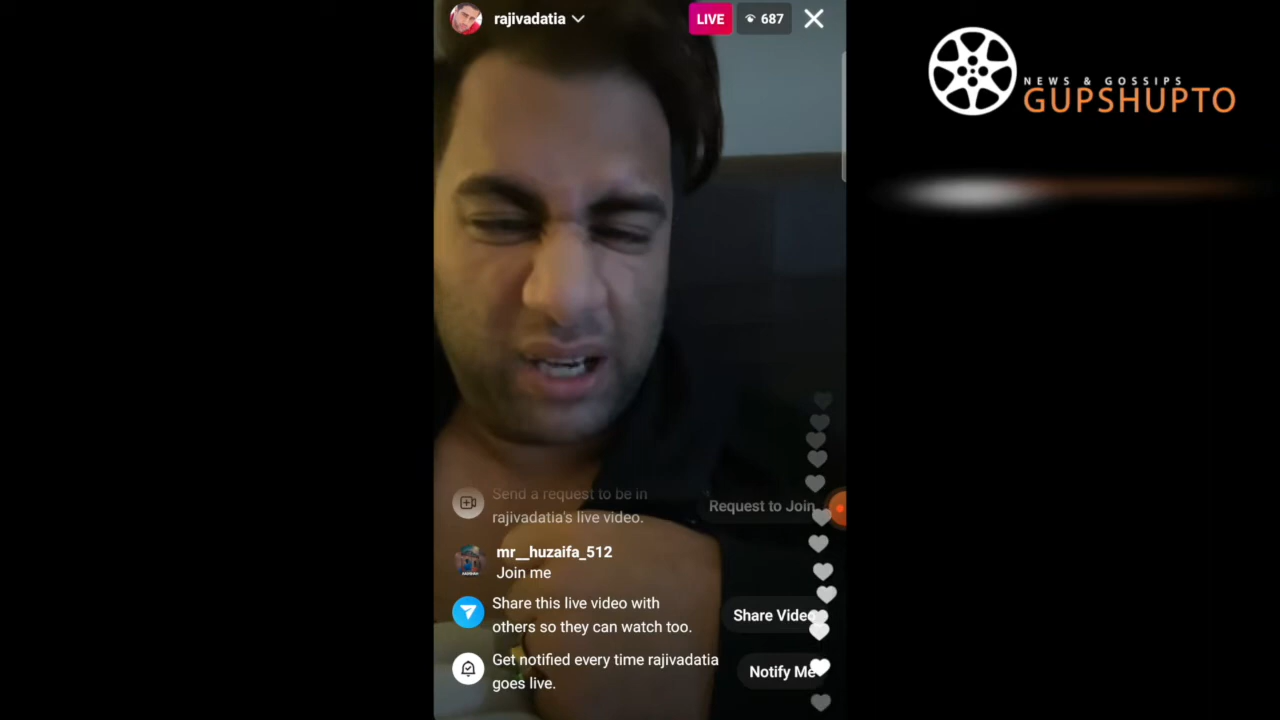 rajivadatia
LIVE
687
NEWS & GOSSIPS
GUPSHUPTO
Send a request to be in
rajivadatia's live video.
Request to Join
mr__huzaifa_512
Join me
Share this live video with
others so they can watch too.
Share Video
Get notified every time rajivadatia
goes live.
Notify Me